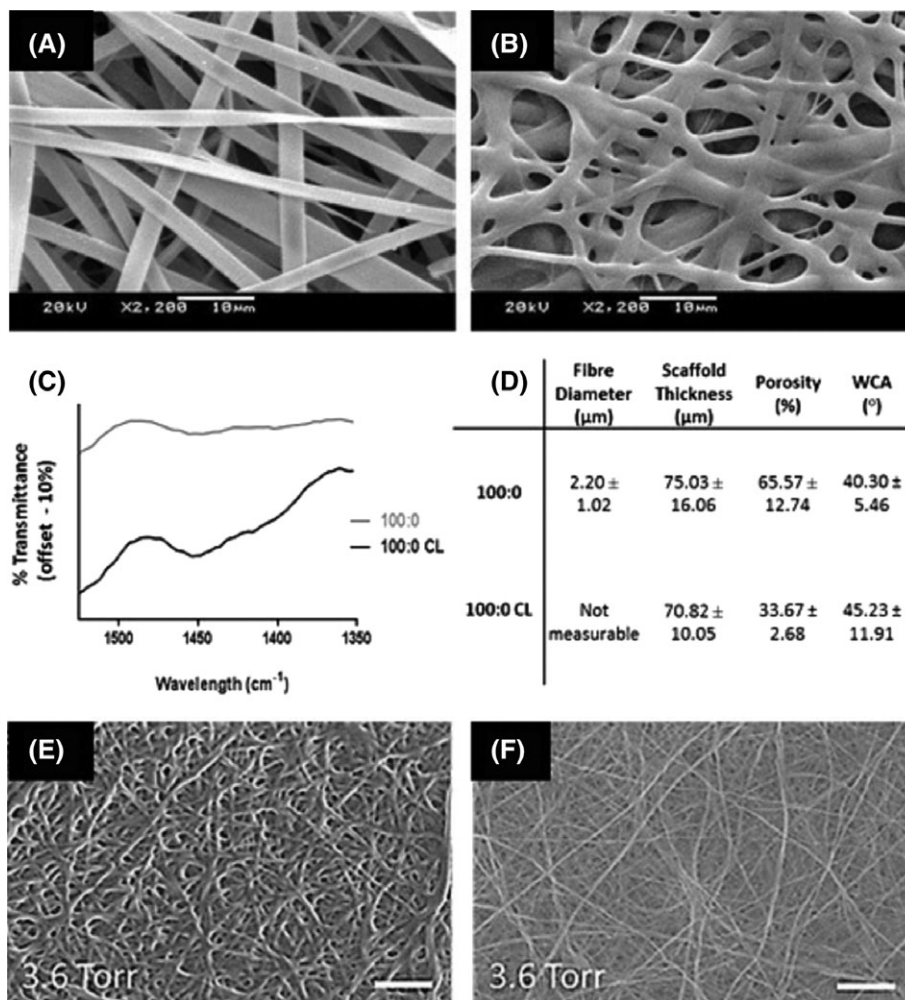 (A)
20kV X2,200 10μm
(B)
20kV X2,200 10μm
(C)
% Transmittance
(offset - 10%)
100:0
100:0 CL
1500 1450 1400 1350
Wavelength (cm⁻¹)
(D)
Fibre Diameter (μm) Scaffold Thickness (μm) Porosity (%) WCA (°)
100:0 2.20 ± 1.02 75.03 ± 16.06 65.57 ± 12.74 40.30 ± 5.46
100:0 CL Not measurable 70.82 ± 10.05 33.67 ± 2.68 45.23 ± 11.91
(E)
3.6 Torr
(F)
3.6 Torr